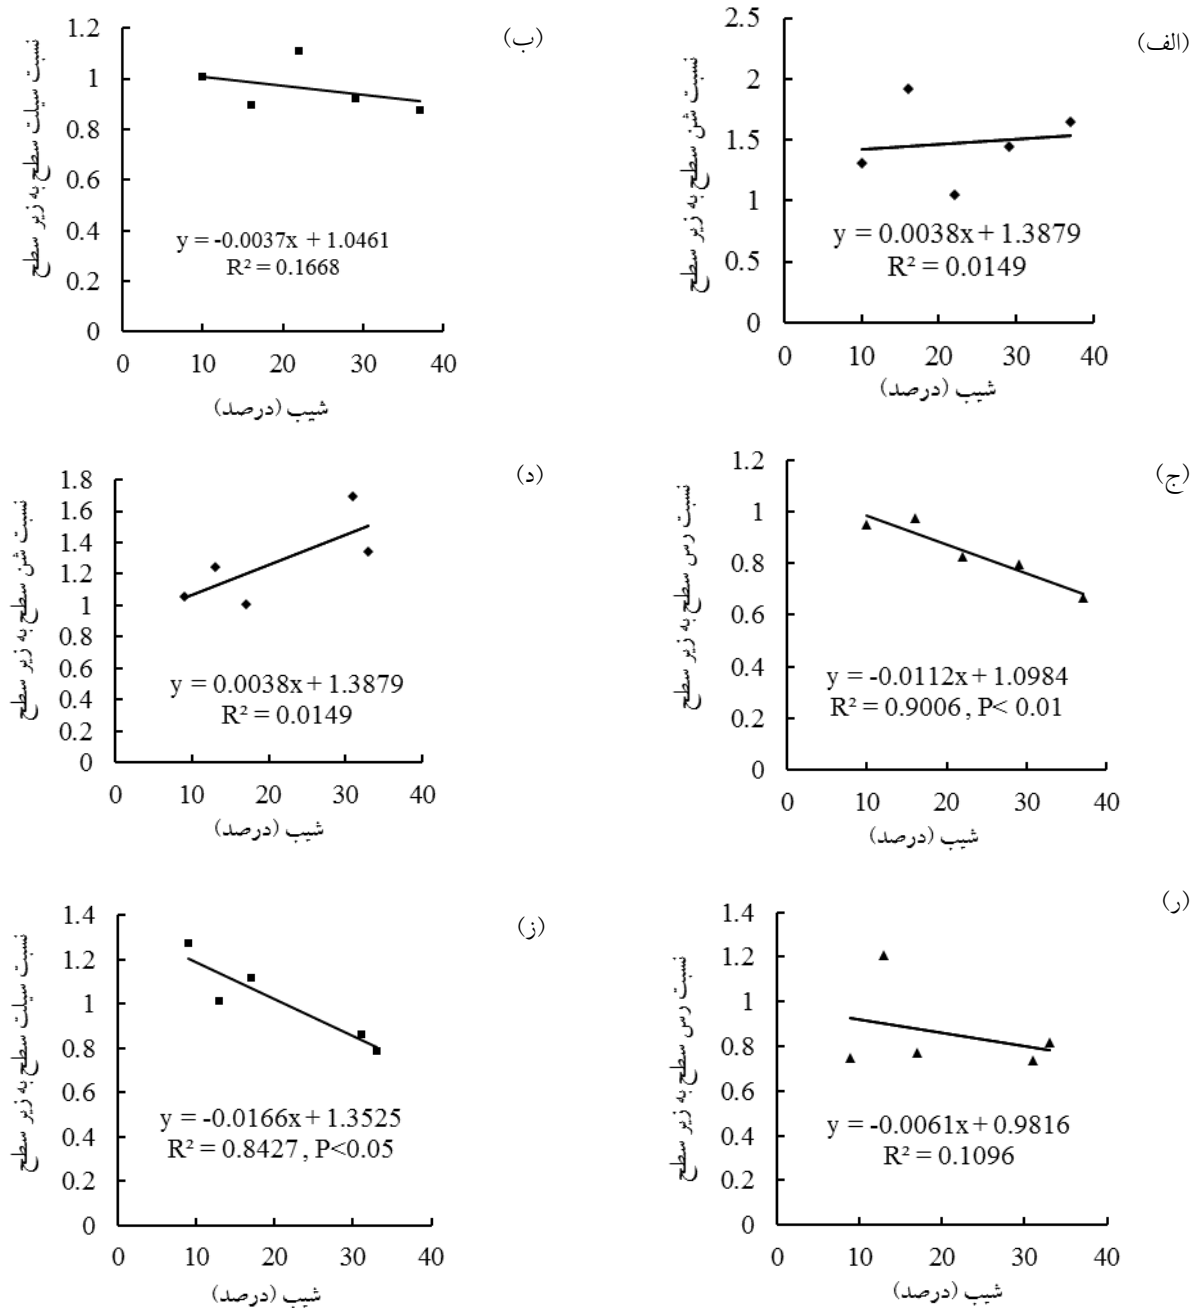 (الف)
نسبت شن سطح به زیر سطح
2.5
2
1.5
1
0.5
0
y = 0.0038x + 1.3879
R² = 0.0149
0 10 20 30 40
شیب (درصد)
(ب)
نسبت سیلت سطح به زیر سطح
1.2
1
0.8
0.6
0.4
0.2
0
y = -0.0037x + 1.0461
R² = 0.1668
0 10 20 30 40
شیب (درصد)
(ج)
نسبت رس سطح به زیر سطح
1.2
1
0.8
0.6
0.4
0.2
0
y = -0.0112x + 1.0984
R² = 0.9006 , P< 0.01
0 10 20 30 40
شیب (درصد)
(د)
نسبت شن سطح به زیر سطح
1.8
1.6
1.4
1.2
1
0.8
0.6
0.4
0.2
0
y = 0.0038x + 1.3879
R² = 0.0149
0 10 20 30 40
شیب (درصد)
(ر)
نسبت رس سطح به زیر سطح
1.4
1.2
1
0.8
0.6
0.4
0.2
0
y = -0.0061x + 0.9816
R² = 0.1096
0 10 20 30 40
شیب (درصد)
(ز)
نسبت سیلت سطح به زیر سطح
1.4
1.2
1
0.8
0.6
0.4
0.2
0
y = -0.0166x + 1.3525
R² = 0.8427 , P<0.05
0 10 20 30 40
شیب (درصد)